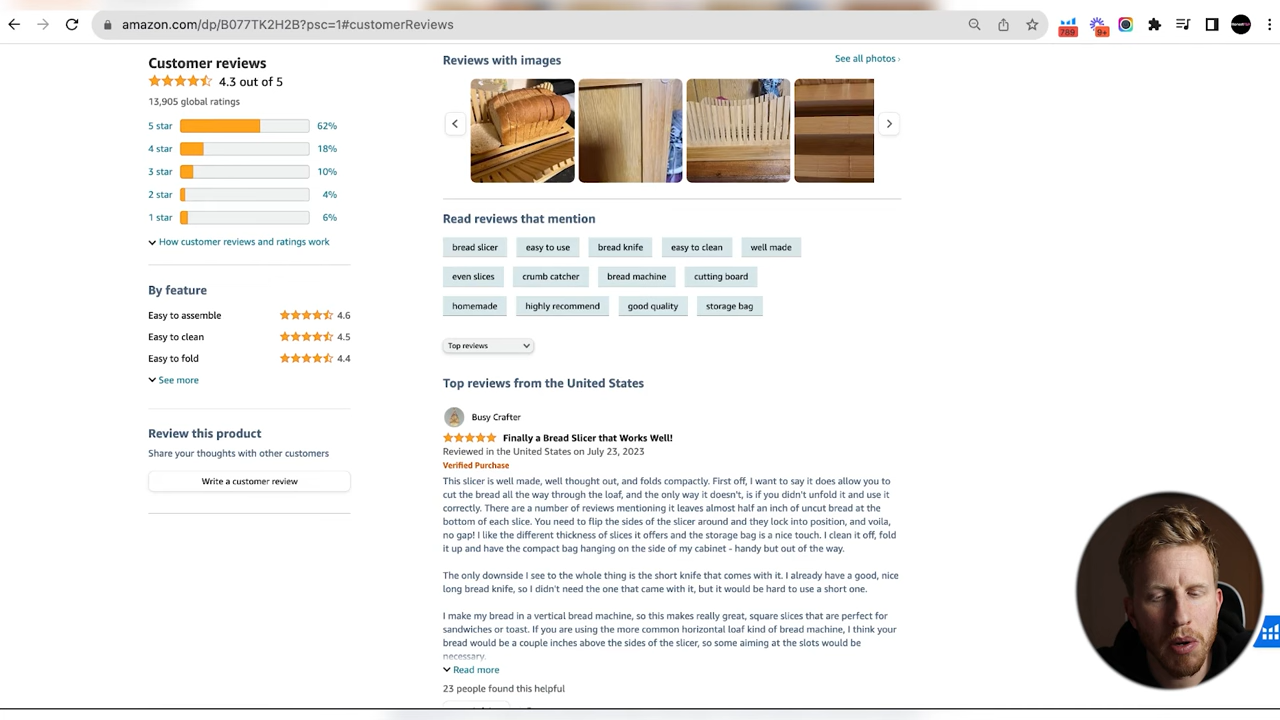 amazon.com/dp/B077TK2H2B?psc=1#customerReviews
789
9+
Customer reviews
4.3 out of 5
13,905 global ratings
5 star 62%
4 star 18%
3 star 10%
2 star 4%
1 star 6%
How customer reviews and ratings work
By feature
Easy to assemble 4.6
Easy to clean 4.5
Easy to fold 4.4
See more
Review this product
Share your thoughts with other customers
Write a customer review
Reviews with images
See all photos ›
Read reviews that mention
bread slicer easy to use bread knife easy to clean well made
even slices crumb catcher bread machine cutting board
homemade highly recommend good quality storage bag
Top reviews
Top reviews from the United States
Busy Crafter
Finally a Bread Slicer that Works Well!
Reviewed in the United States on July 23, 2023
Verified Purchase
This slicer is well made, well thought out, and folds compactly. First off, I want to say it does allow you to
cut the bread all the way through the loaf, and the only way it doesn't, is if you didn't unfold it and use it
correctly. There are a number of reviews mentioning it leaves almost half an inch of uncut bread at the
bottom of each slice. You need to flip the sides of the slicer around and they lock into position, and voila,
no gap! I like the different thickness of slices it offers and the storage bag is a nice touch. I clean it off, fold
it up and have the compact bag hanging on the side of my cabinet - handy but out of the way.
The only downside I see to the whole thing is the short knife that comes with it. I already have a good, nice
long bread knife, so I didn't need the one that came with it, but it would be hard to use a short one.
I make my bread in a vertical bread machine, so this makes really great, square slices that are perfect for
sandwiches or toast. If you are using the more common horizontal loaf kind of bread machine, I think your
bread would be a couple inches above the sides of the slicer, so some aiming at the slots would be
necessary.
Read more
23 people found this helpful